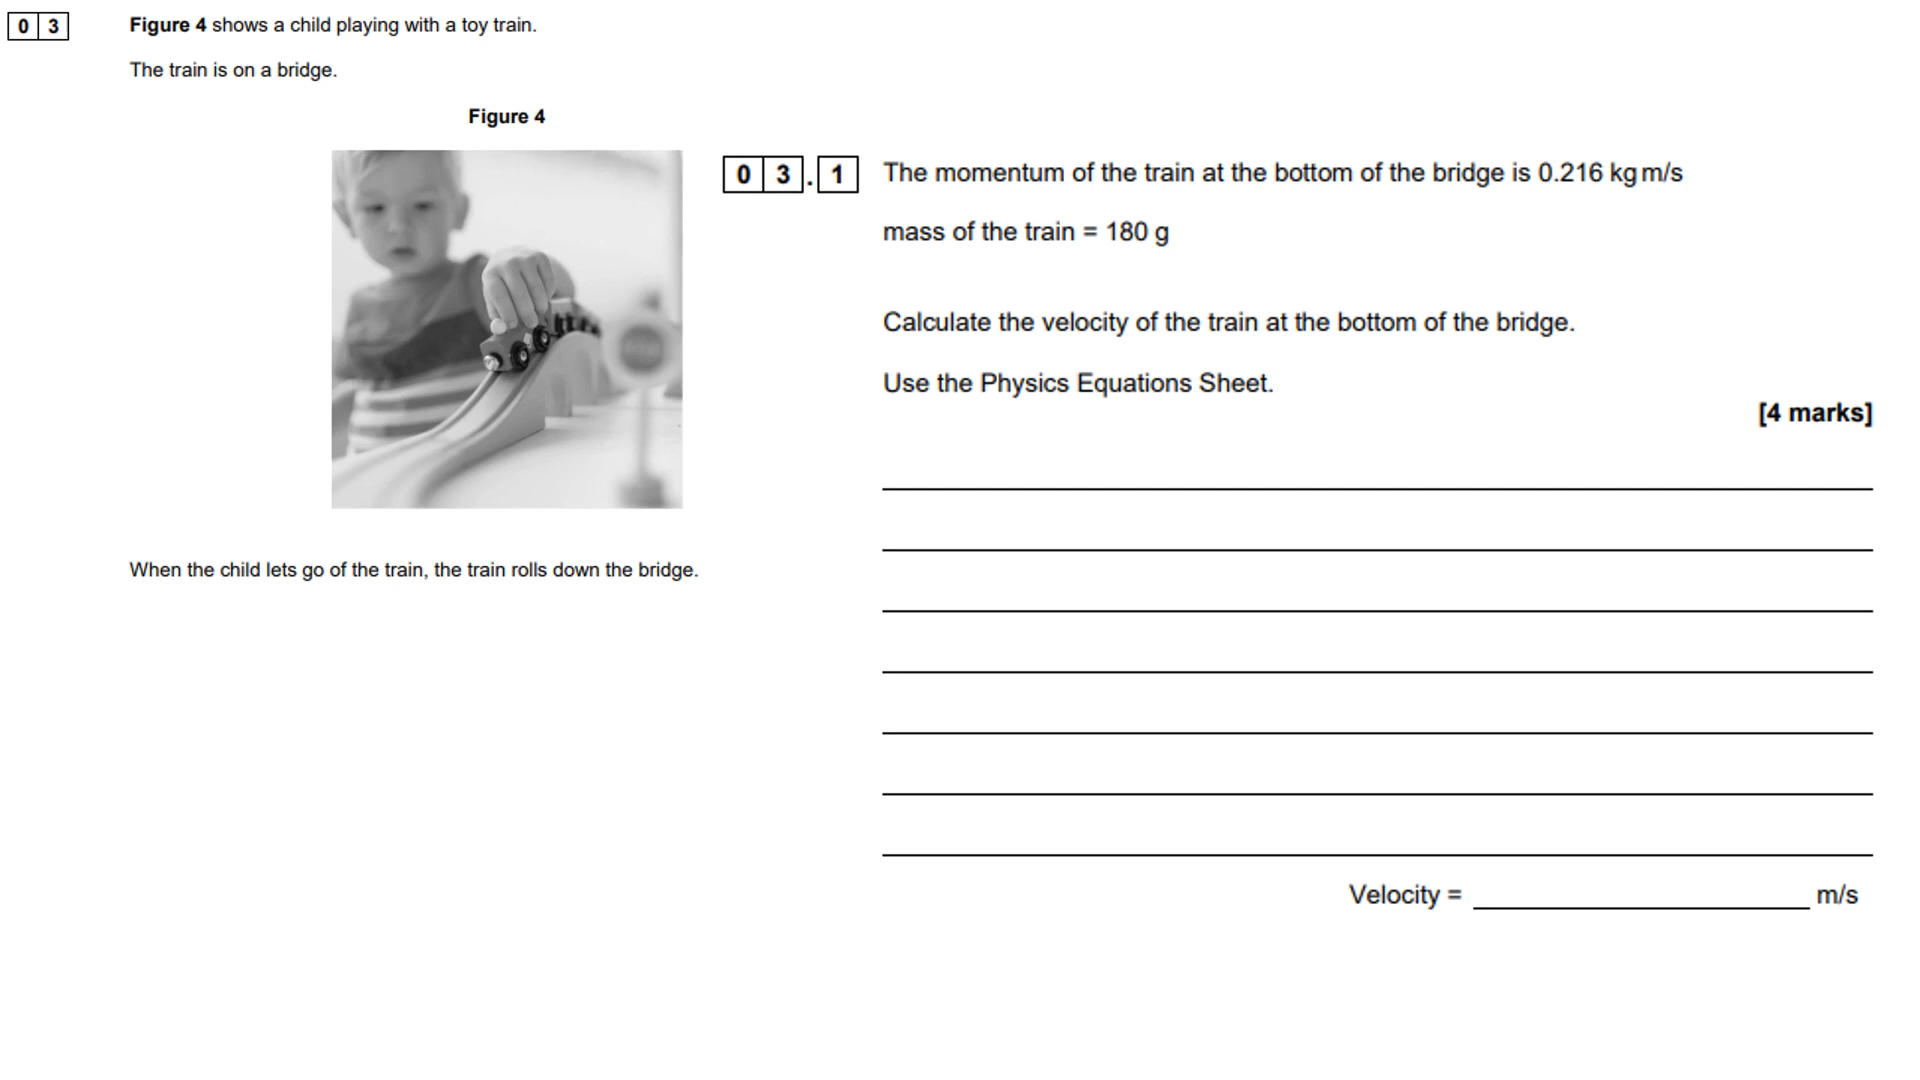 0 3
Figure 4 shows a child playing with a toy train.
The train is on a bridge.
Figure 4
When the child lets go of the train, the train rolls down the bridge.
0 3 . 1
The momentum of the train at the bottom of the bridge is 0.216 kg m/s
mass of the train = 180 g
Calculate the velocity of the train at the bottom of the bridge.
Use the Physics Equations Sheet.
[4 marks]
Velocity = ______________________ m/s